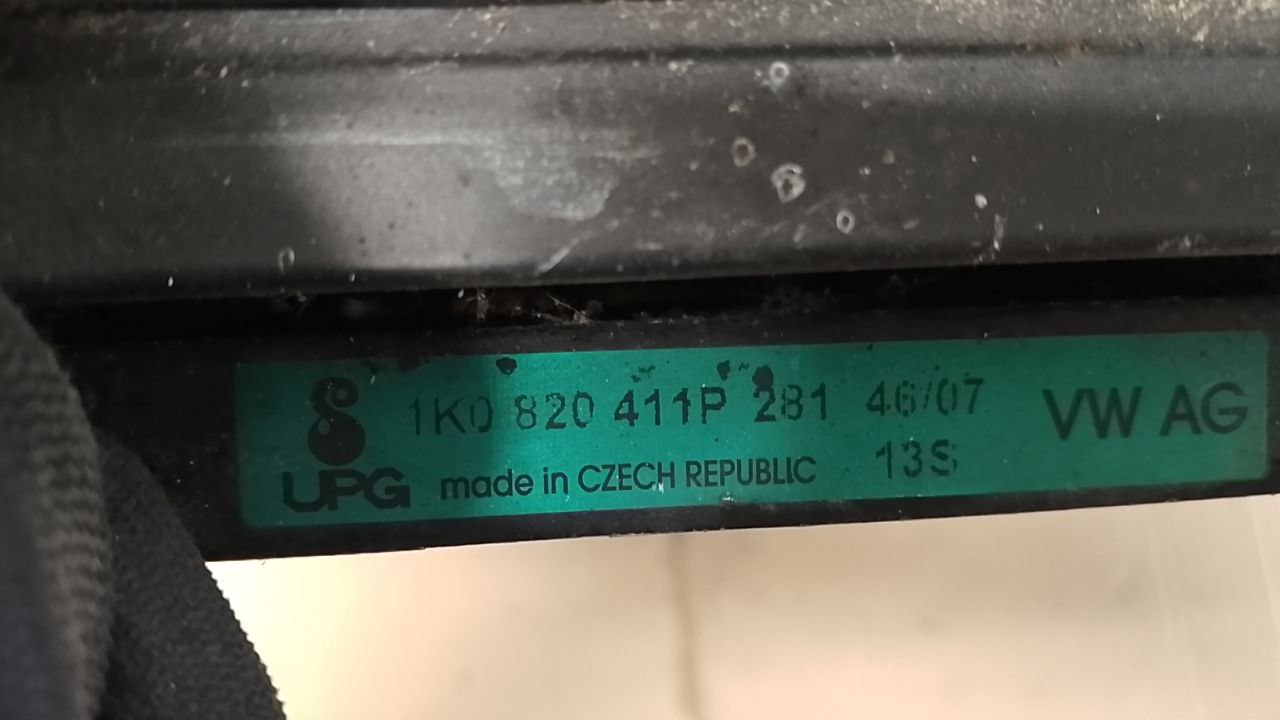 1K0 820 411P 281 46/07 VW AG
UPG made in CZECH REPUBLIC 13S